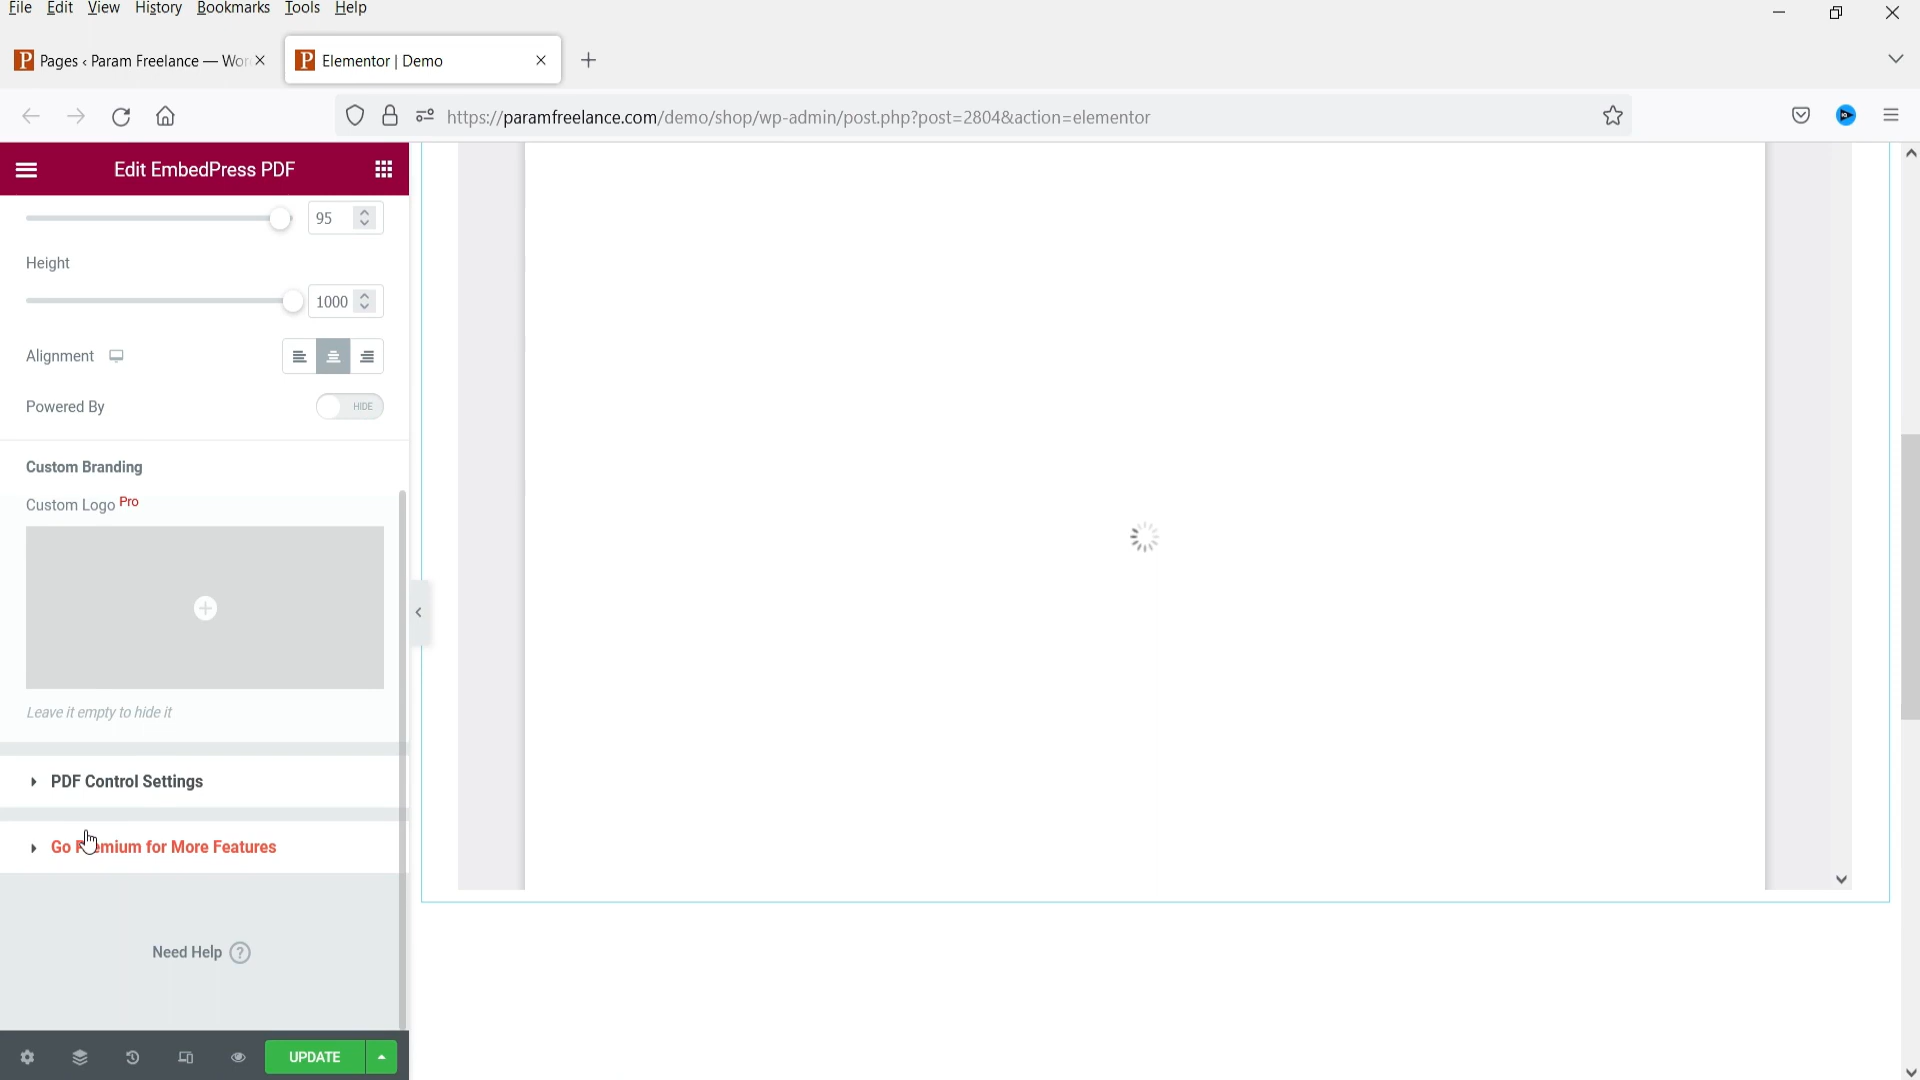 File Edit View History Bookmarks Tools Help
Pages ‹ Param Freelance — Wor
Elementor | Demo
https://paramfreelance.com/demo/shop/wp-admin/post.php?post=2804&action=elementor
Edit EmbedPress PDF
95
Height
1000
Alignment
Powered By HIDE
Custom Branding
Custom Logo Pro
Leave it empty to hide it
PDF Control Settings
Go Premium for More Features
Need Help ?
UPDATE